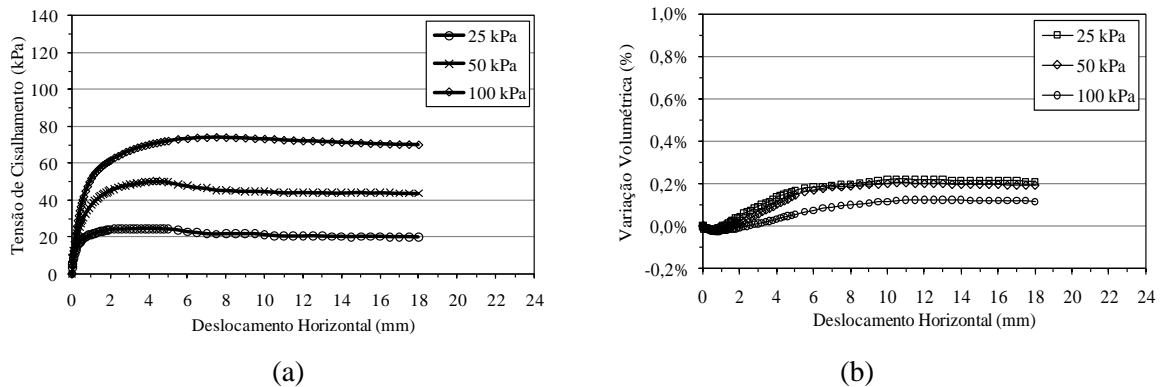 140
120
100
80
60
40
20
0
Tensão de Cisalhamento (kPa)
25 kPa
50 kPa
100 kPa
0 2 4 6 8 10 12 14 16 18 20 22 24
Deslocamento Horizontal (mm)
(a)
1,0%
0,8%
0,6%
0,4%
0,2%
0,0%
-0,2%
Variação Volumétrica (%)
25 kPa
50 kPa
100 kPa
0 2 4 6 8 10 12 14 16 18 20 22 24
Deslocamento Horizontal (mm)
(b)